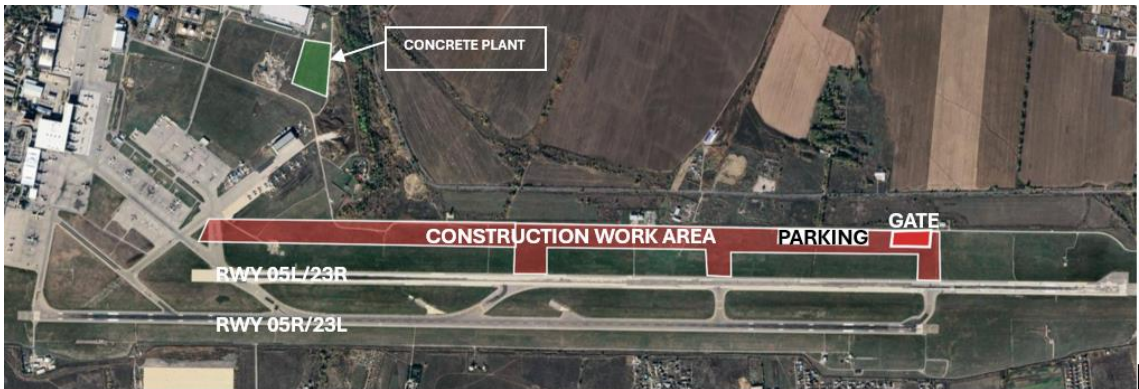 CONCRETE PLANT
GATE
CONSTRUCTION WORK AREA
PARKING
RWY 05L/23R
RWY 05R/23L